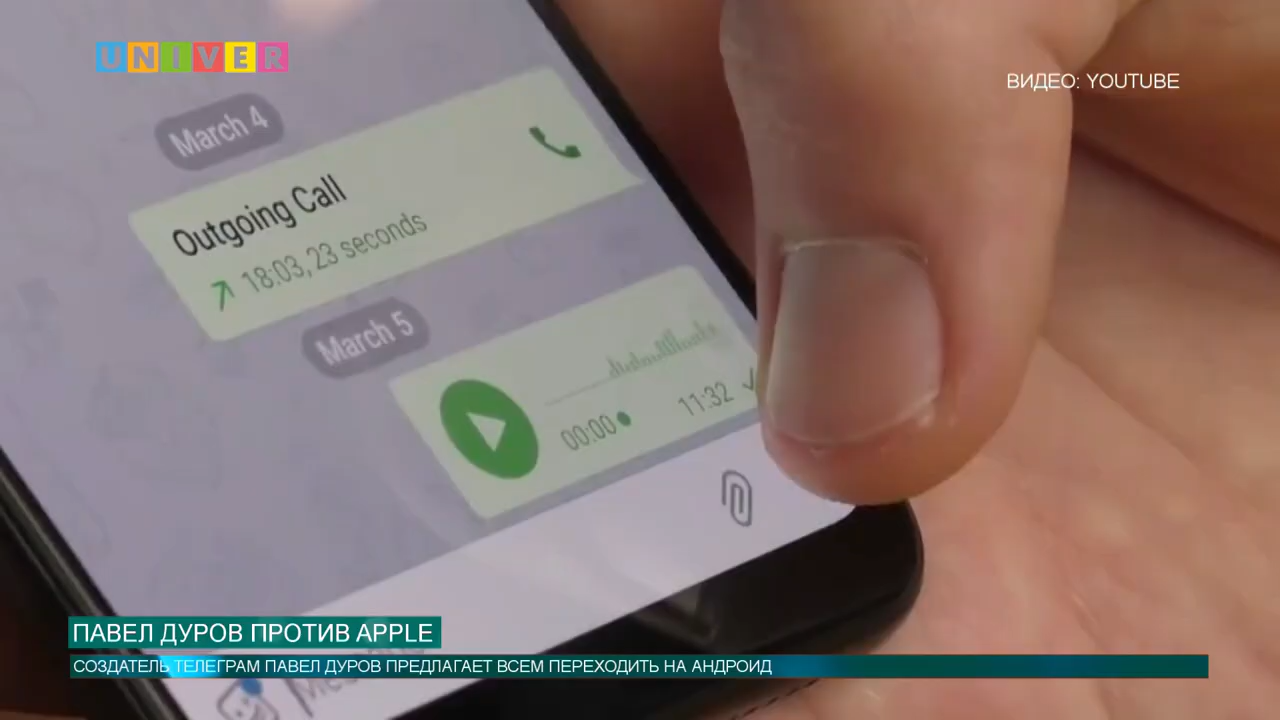 UNIVER
ВИДЕО: YOUTUBE
March 4
Outgoing Call
18:03, 23 seconds
March 5
00:00
11:32
ПАВЕЛ ДУРОВ ПРОТИВ APPLE
СОЗДАТЕЛЬ ТЕЛЕГРАМ ПАВЕЛ ДУРОВ ПРЕДЛАГАЕТ ВСЕМ ПЕРЕХОДИТЬ НА АНДРОИД